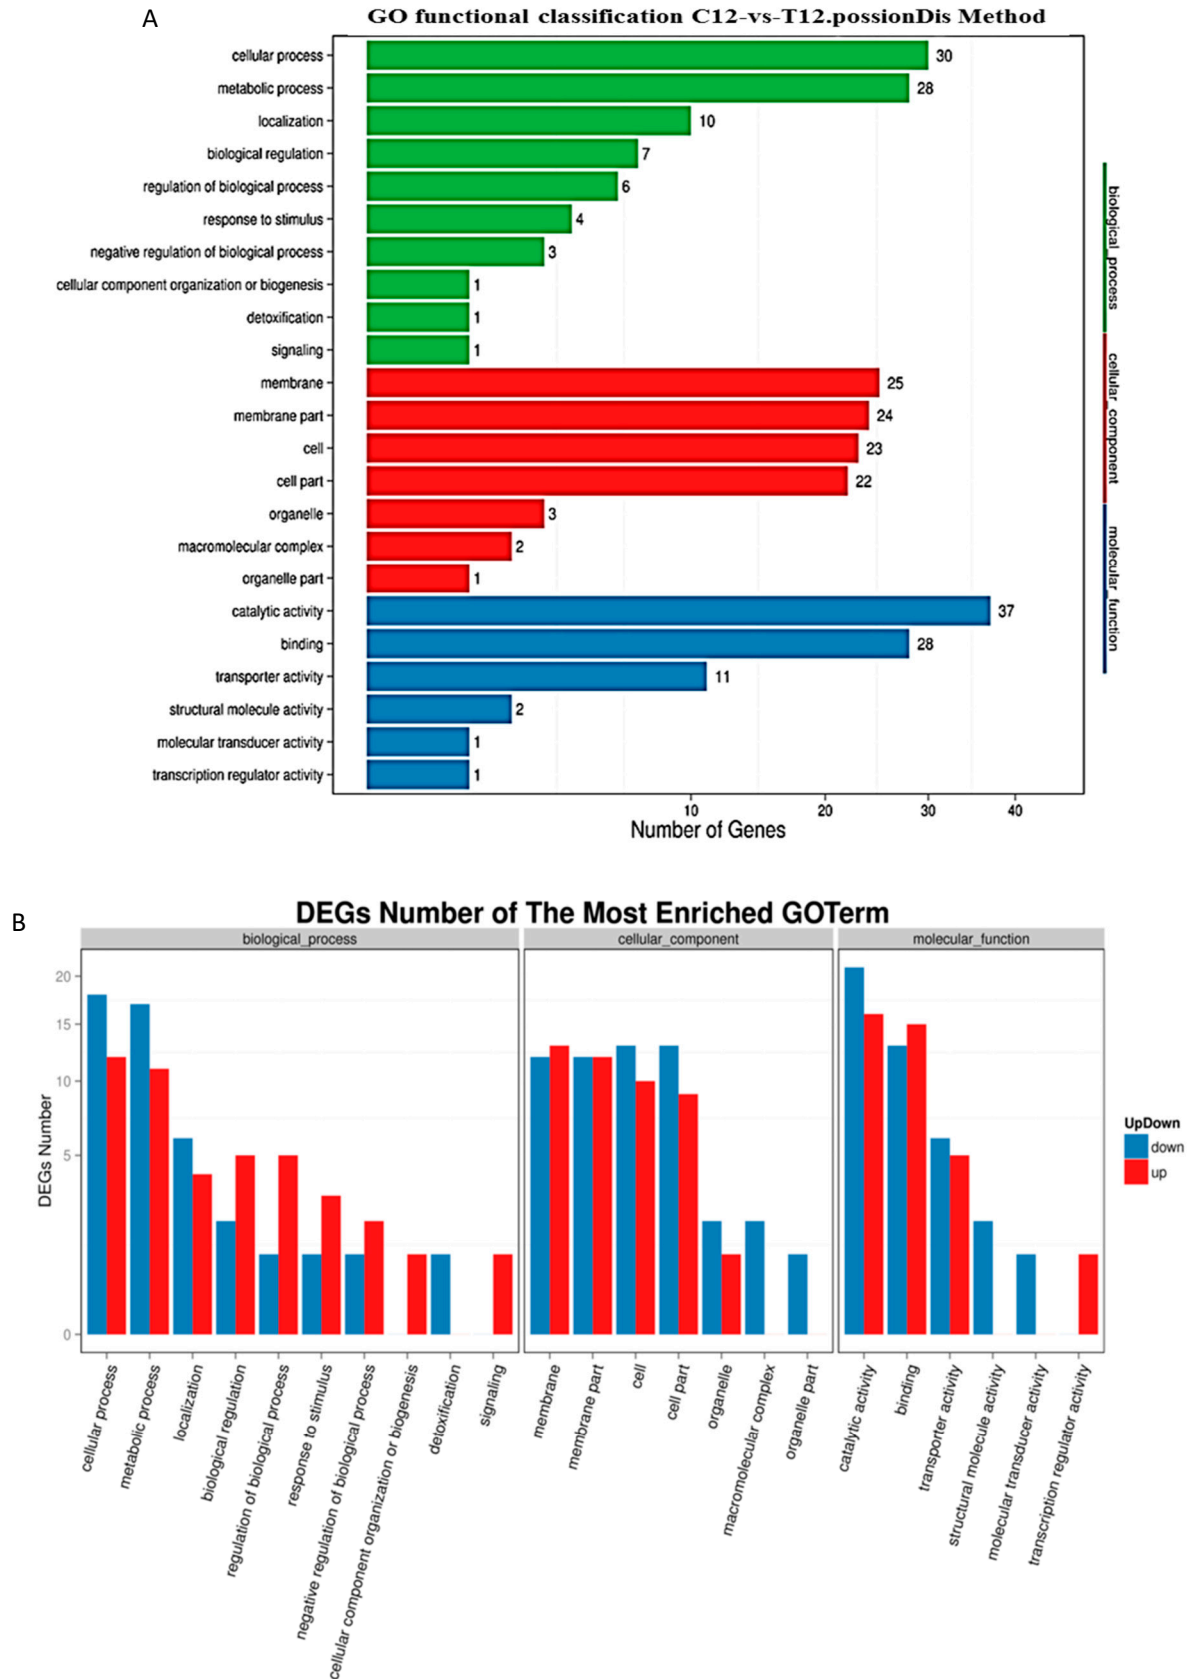 A
GO functional classification C12-vs-T12.possionDis Method
cellular process 30
metabolic process 28
localization 10
biological regulation 7
regulation of biological process 6
response to stimulus 4
negative regulation of biological process 3
cellular component organization or biogenesis 1
detoxification 1
signaling 1
membrane 25
membrane part 24
cell 23
cell part 22
organelle 3
macromolecular complex 2
organelle part 1
catalytic activity 37
binding 28
transporter activity 11
structural molecule activity 2
molecular transducer activity 1
transcription regulator activity 1
biological_process
cellular_component
molecular_function
10 20 30 40
Number of Genes
B
DEGs Number of The Most Enriched GOTerm
biological_process cellular_component molecular_function
20
15
10
5
0
DEGs Number
UpDown
down
up
cellular process
metabolic process
localization
biological regulation
regulation of biological process
response to stimulus
negative regulation of biological process
cellular component organization or biogenesis
detoxification
signaling
membrane
membrane part
cell
cell part
organelle
macromolecular complex
organelle part
catalytic activity
binding
transporter activity
structural molecule activity
molecular transducer activity
transcription regulator activity